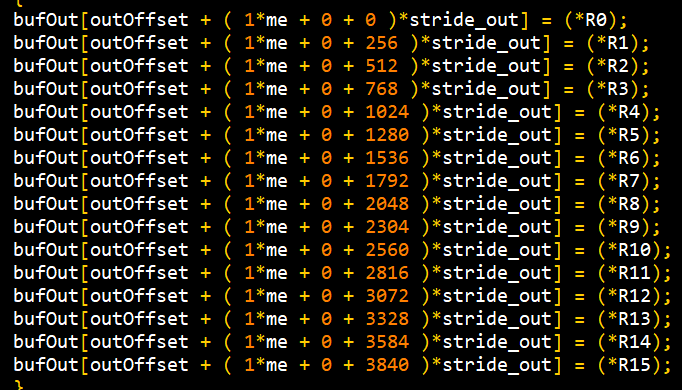 {
bufOut[outOffset + ( 1*me + 0 + 0 )*stride_out] = (*R0);
bufOut[outOffset + ( 1*me + 0 + 256 )*stride_out] = (*R1);
bufOut[outOffset + ( 1*me + 0 + 512 )*stride_out] = (*R2);
bufOut[outOffset + ( 1*me + 0 + 768 )*stride_out] = (*R3);
bufOut[outOffset + ( 1*me + 0 + 1024 )*stride_out] = (*R4);
bufOut[outOffset + ( 1*me + 0 + 1280 )*stride_out] = (*R5);
bufOut[outOffset + ( 1*me + 0 + 1536 )*stride_out] = (*R6);
bufOut[outOffset + ( 1*me + 0 + 1792 )*stride_out] = (*R7);
bufOut[outOffset + ( 1*me + 0 + 2048 )*stride_out] = (*R8);
bufOut[outOffset + ( 1*me + 0 + 2304 )*stride_out] = (*R9);
bufOut[outOffset + ( 1*me + 0 + 2560 )*stride_out] = (*R10);
bufOut[outOffset + ( 1*me + 0 + 2816 )*stride_out] = (*R11);
bufOut[outOffset + ( 1*me + 0 + 3072 )*stride_out] = (*R12);
bufOut[outOffset + ( 1*me + 0 + 3328 )*stride_out] = (*R13);
bufOut[outOffset + ( 1*me + 0 + 3584 )*stride_out] = (*R14);
bufOut[outOffset + ( 1*me + 0 + 3840 )*stride_out] = (*R15);
}